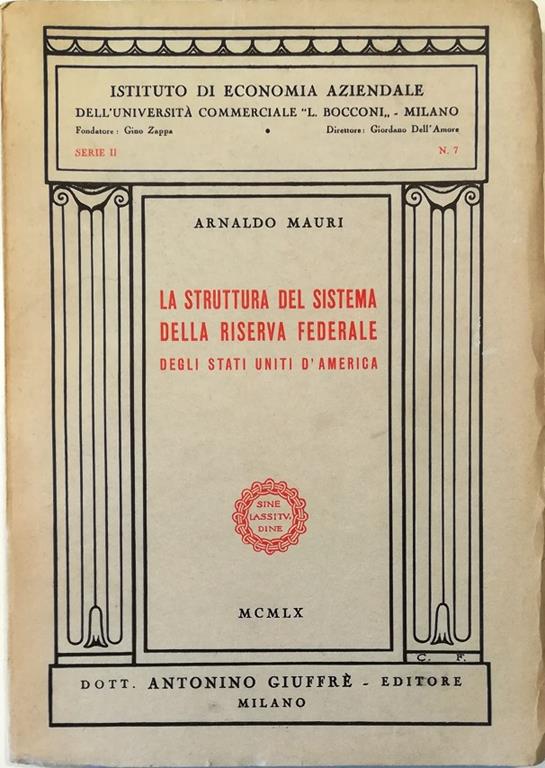 ISTITUTO DI ECONOMIA AZIENDALE
DELL'UNIVERSITÀ COMMERCIALE "L. BOCCONI„ - MILANO
Fondatore: Gino Zappa • Direttore: Giordano Dell'Amore
SERIE II N. 7
ARNALDO MAURI
LA STRUTTURA DEL SISTEMA
DELLA RISERVA FEDERALE
DEGLI STATI UNITI D'AMERICA
SINE
LASSITV
DINE
MCMLX
C. F.
DOTT. ANTONINO GIUFFRÈ - EDITORE
MILANO